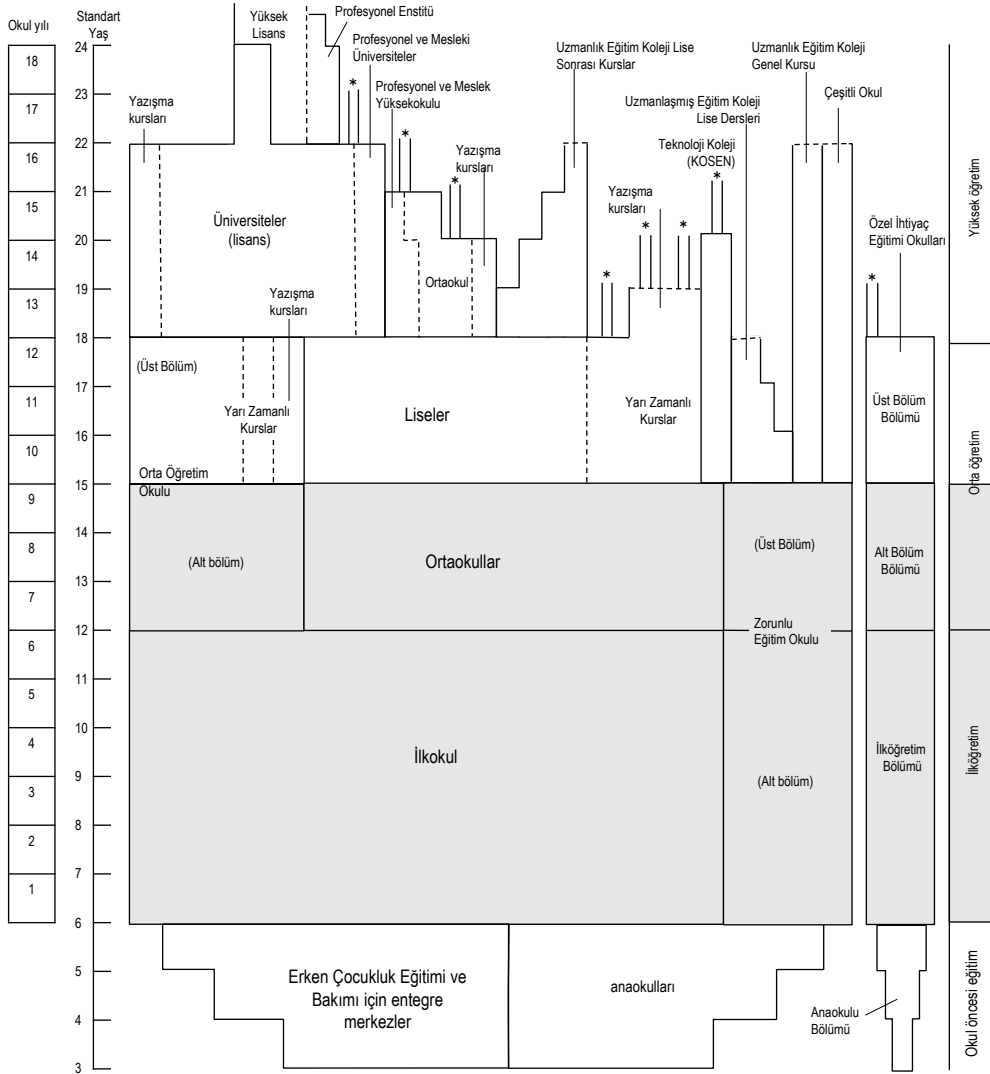 Okul yılı
Standart
Yaş
Yüksek
Lisans
Profesyonel Enstitü
Profesyonel ve Mesleki
Üniversiteler
Profesyonel ve Meslek
Yüksekokulu
Uzmanlık Eğitim Koleji Lise
Sonrası Kurslar
Uzmanlık Eğitim Koleji
Genel Kursu
Çeşitli Okul
Uzmanlaşmış Eğitim Koleji
Lise Dersleri
Teknoloji Koleji
(KOSEN)
Yazışma
kursları
Yazışma
kursları
Yazışma
kursları
Yazışma
kursları
Özel İhtiyaç
Eğitimi Okulları
Üniversiteler
(lisans)
Ortaokul
*
*
*
*
*
*
*
*
24
23
22
21
20
19
18
17
16
15
14
13
12
11
10
9
8
7
6
5
4
3
18
17
16
15
14
13
12
11
10
9
8
7
6
5
4
3
2
1
(Üst Bölüm)
Yarı Zamanlı
Kurslar
Liseler
Yarı Zamanlı
Kurslar
Üst Bölüm
Bölümü
Orta Öğretim
Okulu
(Alt bölüm)
Ortaokullar
(Üst Bölüm)
Alt Bölüm
Bölümü
Zorunlu
Eğitim Okulu
İlkokul
(Alt bölüm)
İlköğretim
Bölümü
Erken Çocukluk Eğitimi ve
Bakımı için entegre
merkezler
anaokulları
Anaokulu
Bölümü
Yüksek öğretim
Orta öğretim
İlköğretim
Okul öncesi eğitim